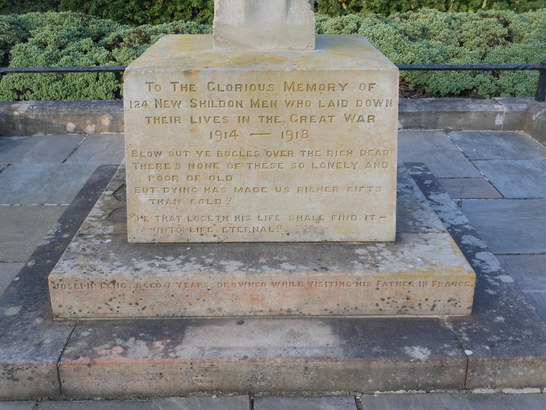 To The Glorious Memory of
124 New Shildon Men who laid down
their lives in the Great War
1914 — 1918
"Blow out ye bugles over the rich dead
There's none of these so lonely and
poor of old
But dying has made us richer gifts
than gold."
"He that loseth his life shall find it—
unto life eternal."
Joseph Aged 7 years, drowned while visiting his Father in France.